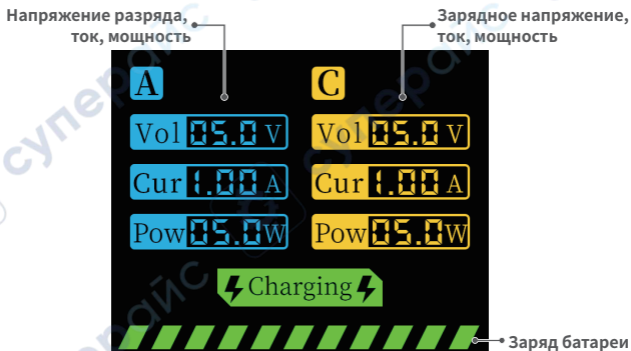 Напряжение разряда,
ток, мощность
Зарядное напряжение,
ток, мощность
A
C
Vol 05.0 V
Vol 05.0 V
Cur 1.00 A
Cur 1.00 A
Pow 05.0 W
Pow 05.0 W
Charging
Заряд батареи
суперайс